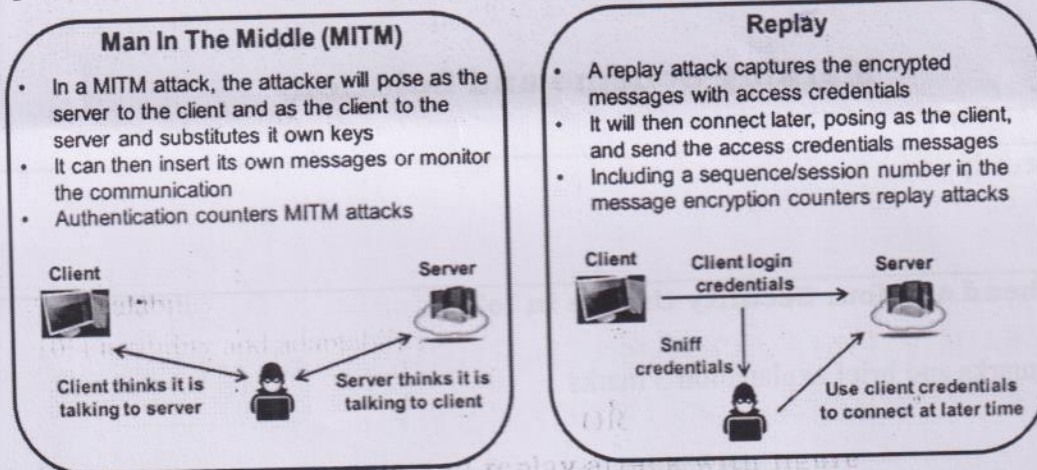 Man In The Middle (MITM)
• In a MITM attack, the attacker will pose as the
server to the client and as the client to the
server and substitutes it own keys
• It can then insert its own messages or monitor
the communication
• Authentication counters MITM attacks
Client
Server
Client thinks it is
talking to server
Server thinks it is
talking to client
Replay
• A replay attack captures the encrypted
messages with access credentials
• It will then connect later, posing as the client,
and send the access credentials messages
• Including a sequence/session number in the
message encryption counters replay attacks
Client
Client login
credentials
Server
Sniff
credentials
Use client credentials
to connect at later time